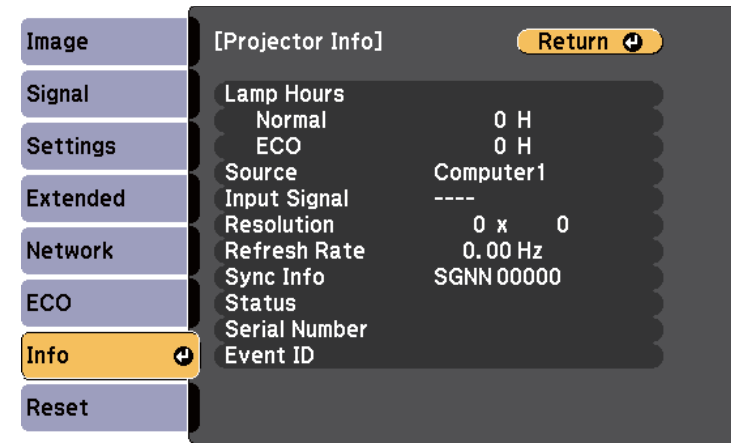 Image
Signal
Settings
Extended
Network
ECO
Info
Reset
[Projector Info]
Return
Lamp Hours
Normal 0 H
ECO 0 H
Source Computer1
Input Signal ----
Resolution 0 x 0
Refresh Rate 0.00 Hz
Sync Info SGNN 00000
Status
Serial Number
Event ID